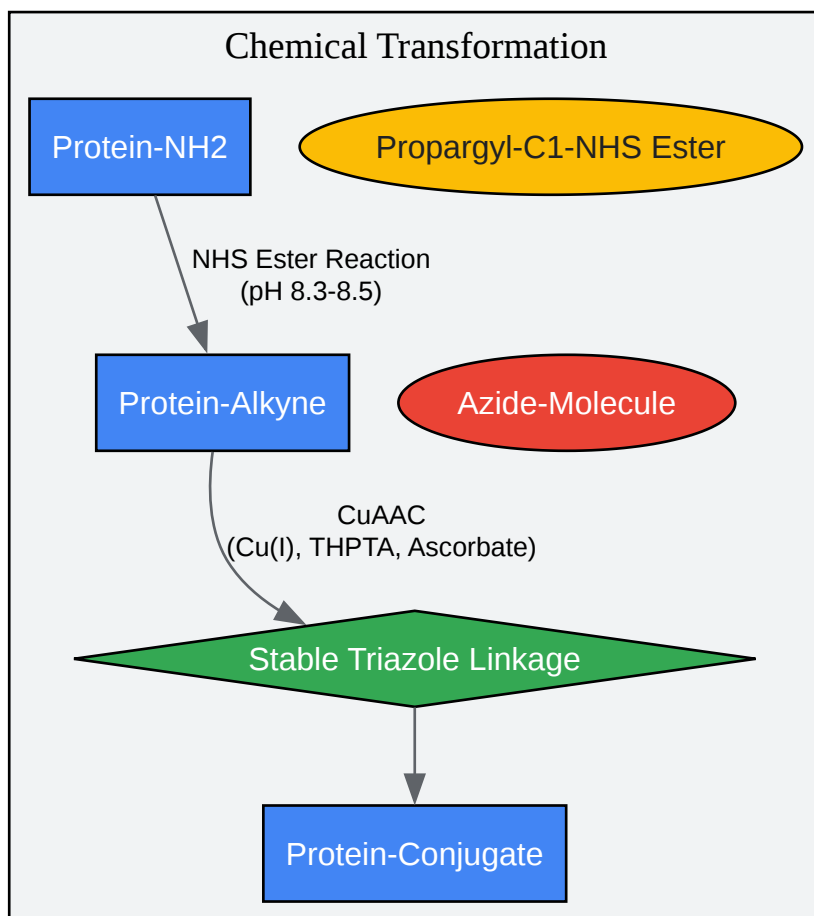 Chemical Transformation
Protein-NH2
Propargyl-C1-NHS Ester
NHS Ester Reaction
(pH 8.3-8.5)
Protein-Alkyne
Azide-Molecule
CuAAC
(Cu(I), THPTA, Ascorbate)
Stable Triazole Linkage
Protein-Conjugate